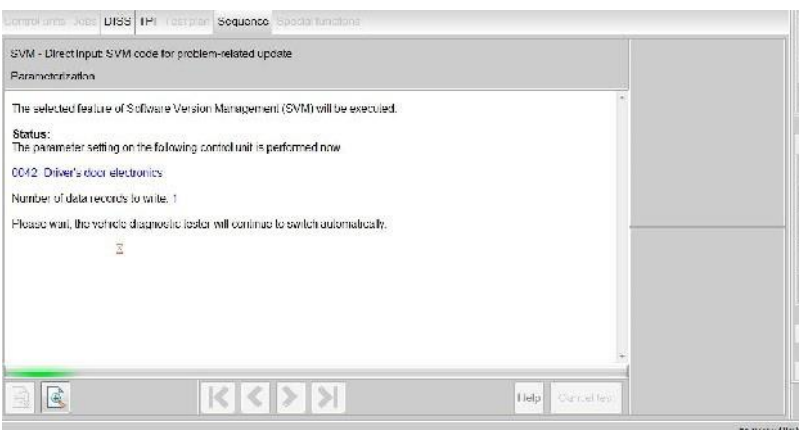 Control units Jobs DISS TPI Test plan Sequence Special functions
SVM - Direct input: SVM code for problem-related update
Parameterization
The selected feature of Software Version Management (SVM) will be executed.
Status:
The parameter setting on the following control unit is performed now
0042 Driver's door electronics
Number of data records to write: 1
Please wait, the vehicle diagnostic tester will continue to switch automatically.
Help Cancel test